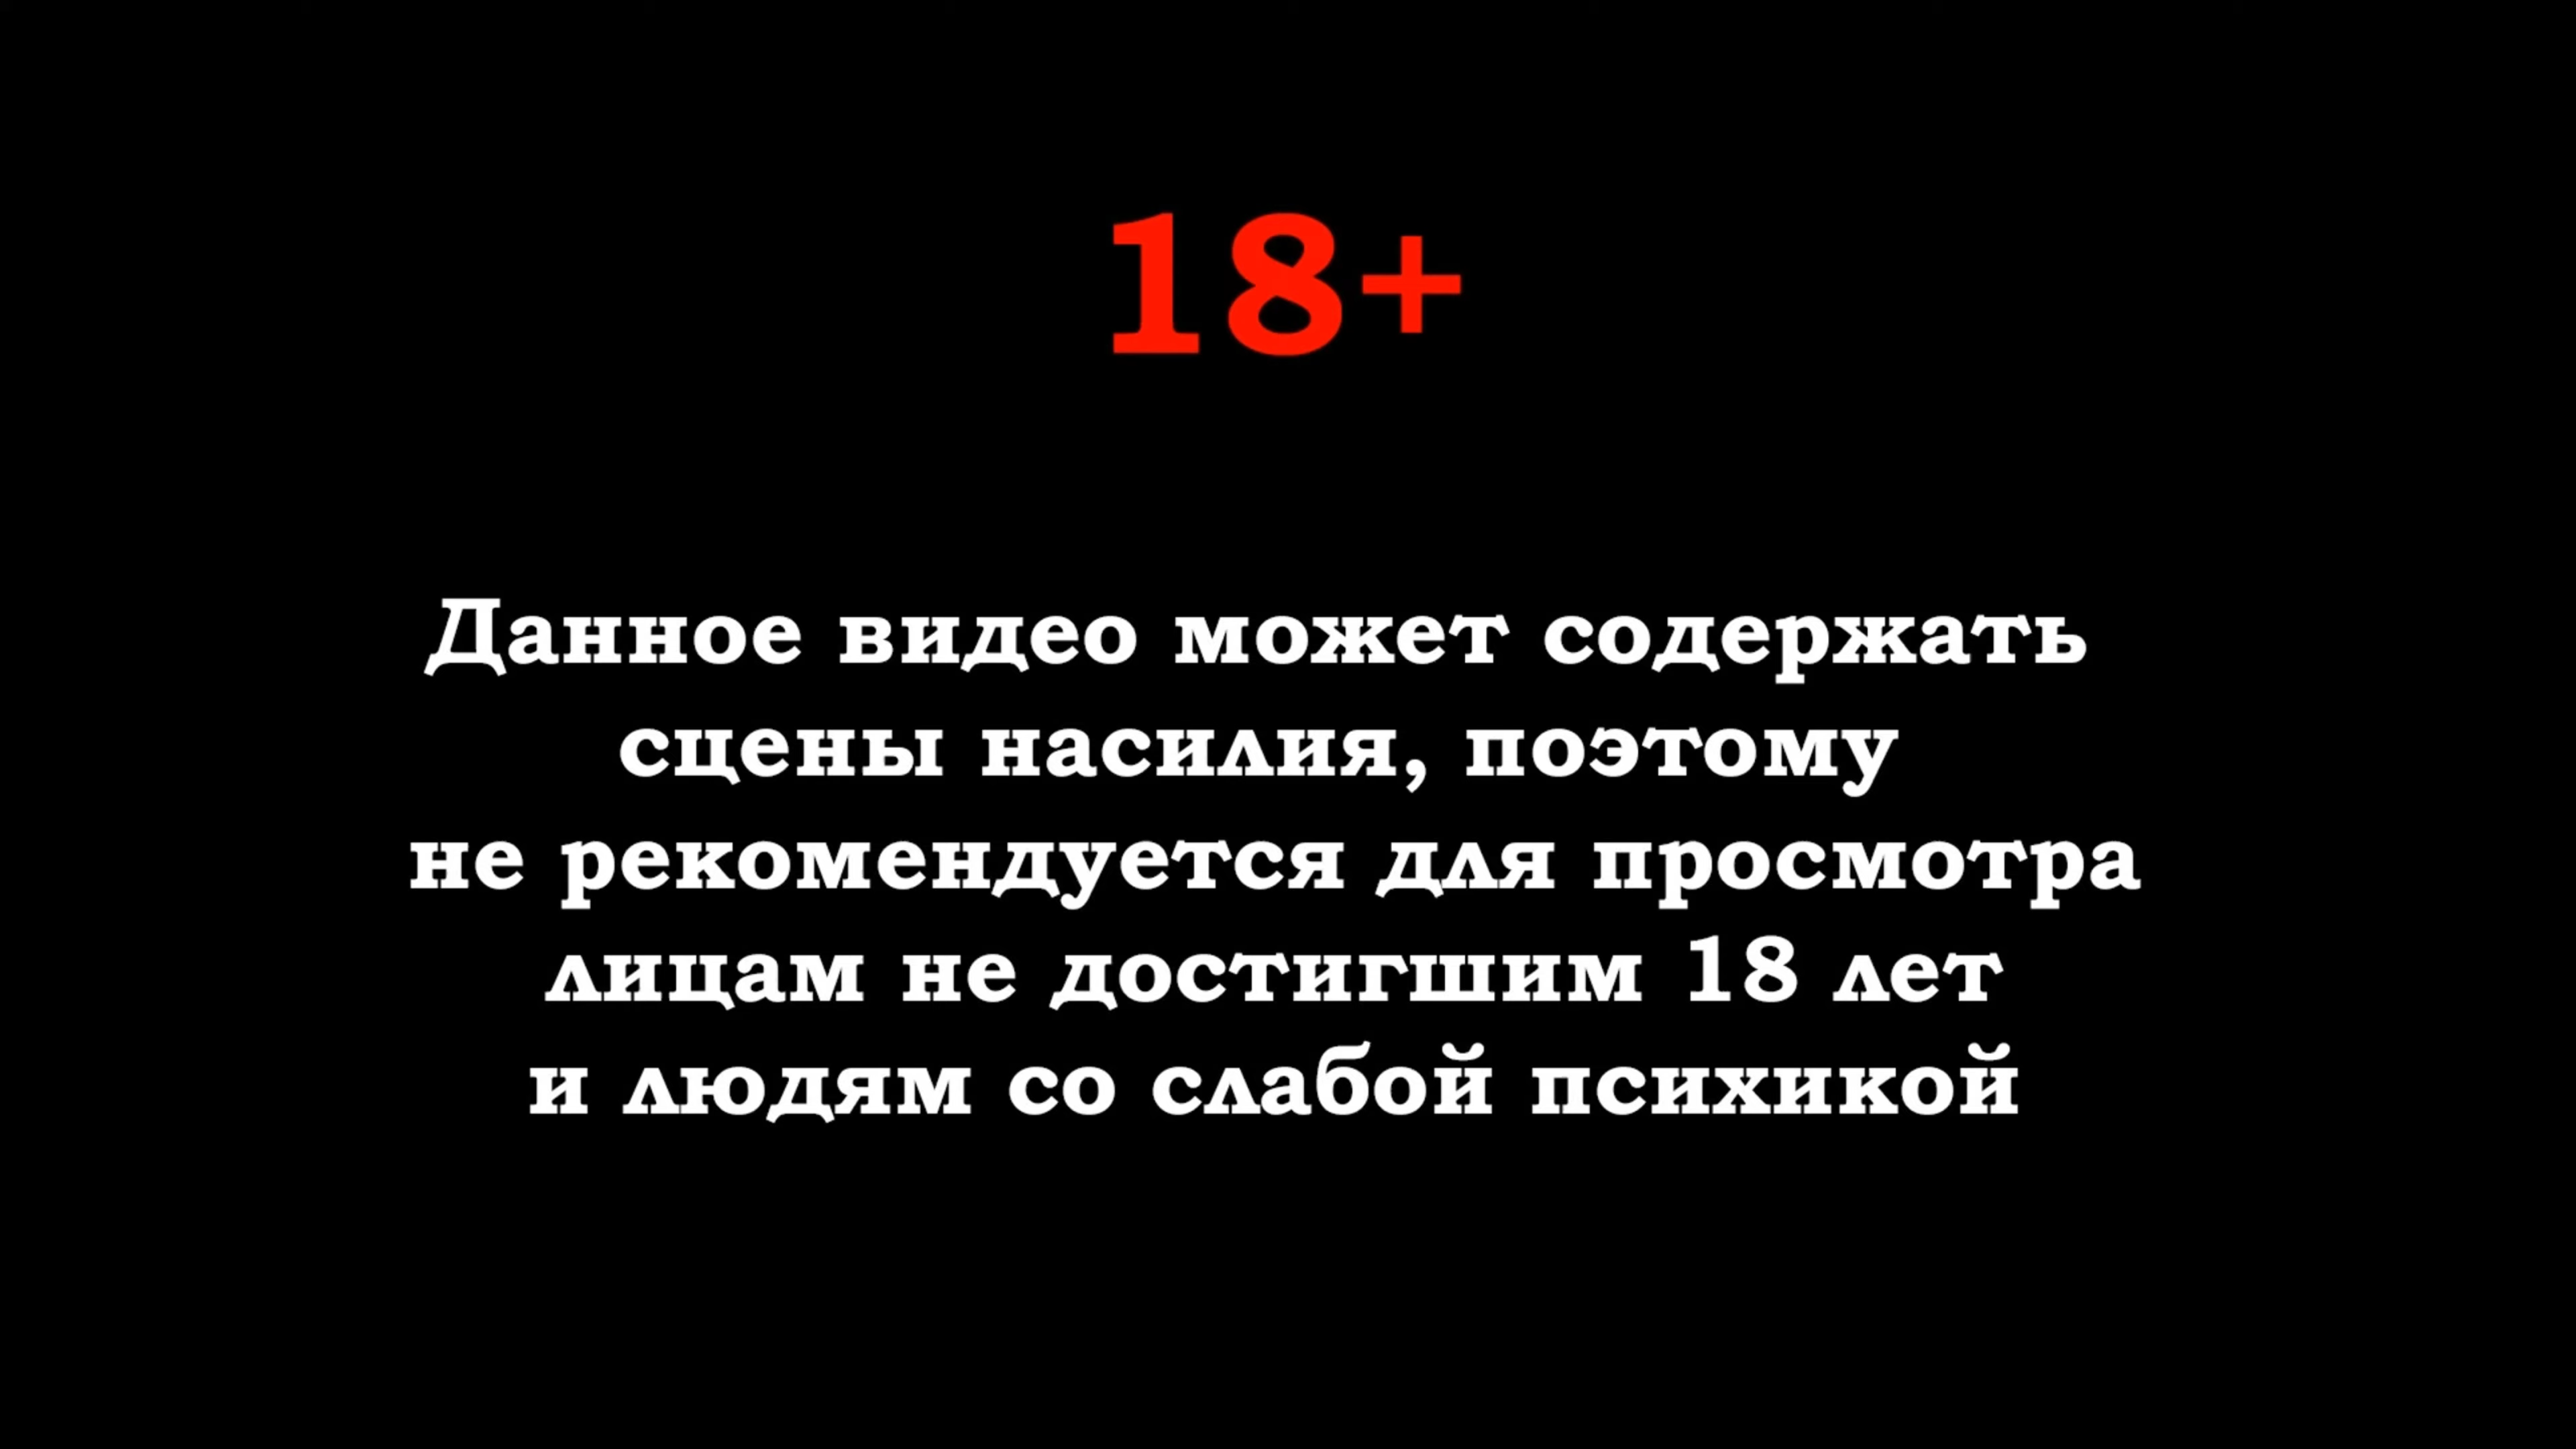 18+
Данное видео может содержать
сцены насилия, поэтому
не рекомендуется для просмотра
лицам не достигшим 18 лет
и людям со слабой психикой